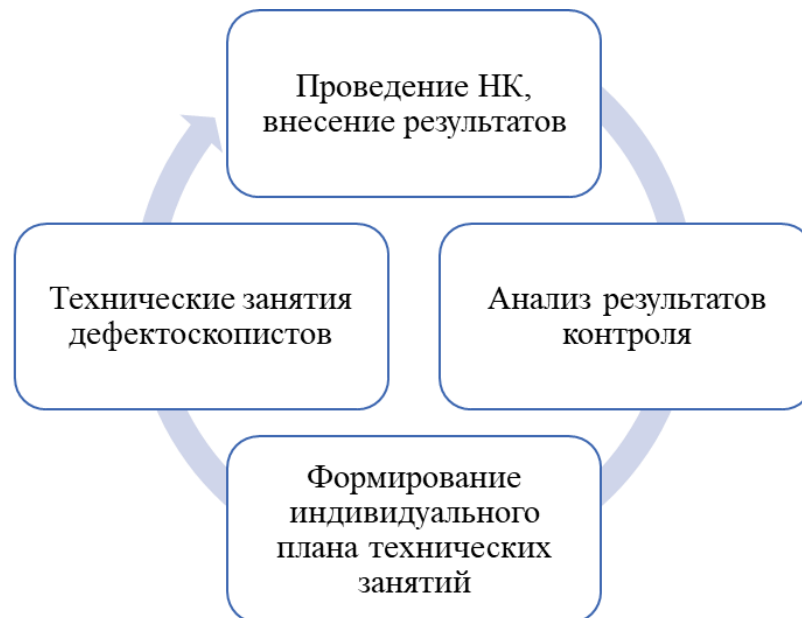 Проведение НК,
внесение результатов
Технические занятия
дефектоскопистов
Анализ результатов
контроля
Формирование
индивидуального
плана технических
занятий